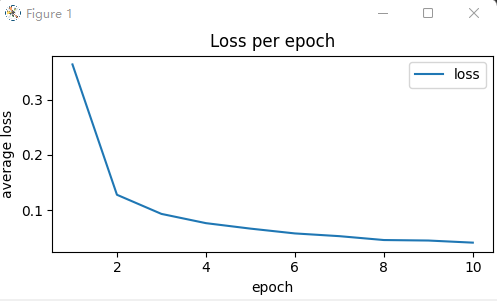 Figure 1
Loss per epoch
loss
average loss
0.3
0.2
0.1
2 4 6 8 10
epoch